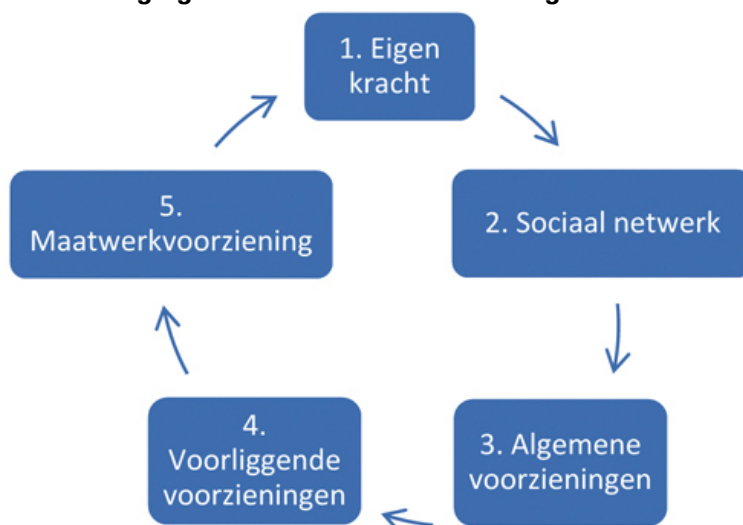 1. Eigen
kracht
2. Sociaal netwerk
3. Algemene
voorzieningen
4.
Voorliggende
voorzieningen
5.
Maatwerkvoorziening